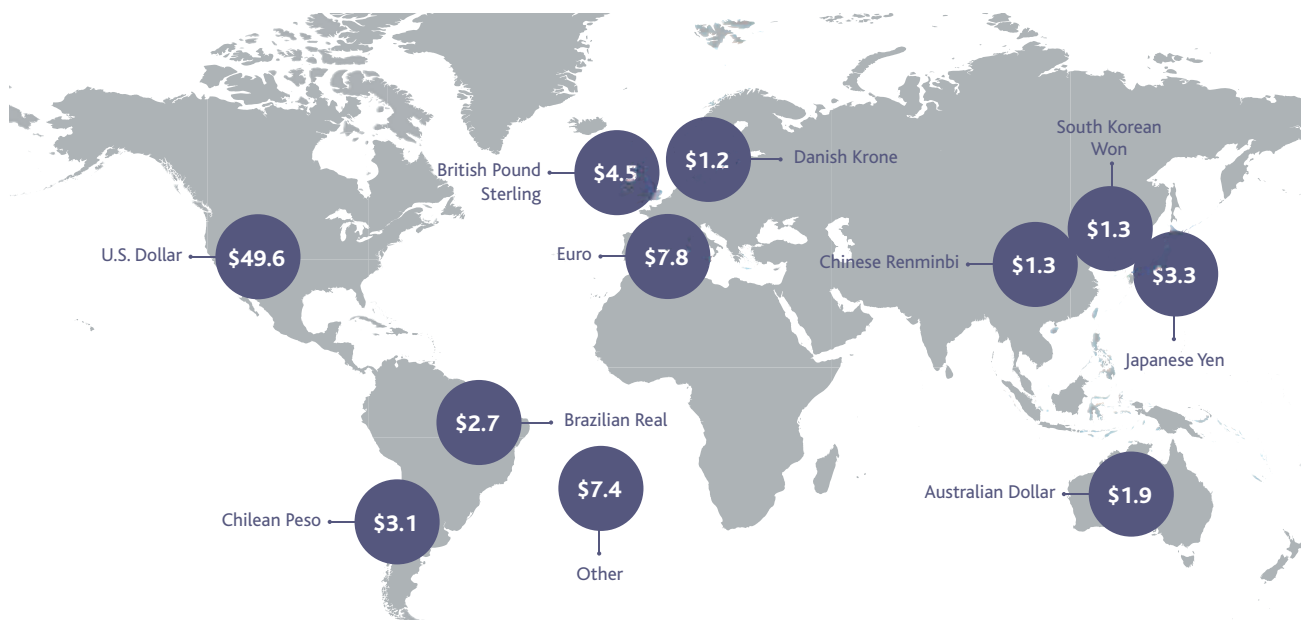 South Korean
Won
British Pound
Sterling
$4.5
$1.2
Danish Krone
$1.3
U.S. Dollar
$49.6
Euro
$7.8
Chinese Renminbi
$1.3
$3.3
Japanese Yen
$2.7
Brazilian Real
$7.4
Other
Australian Dollar
$1.9
Chilean Peso
$3.1